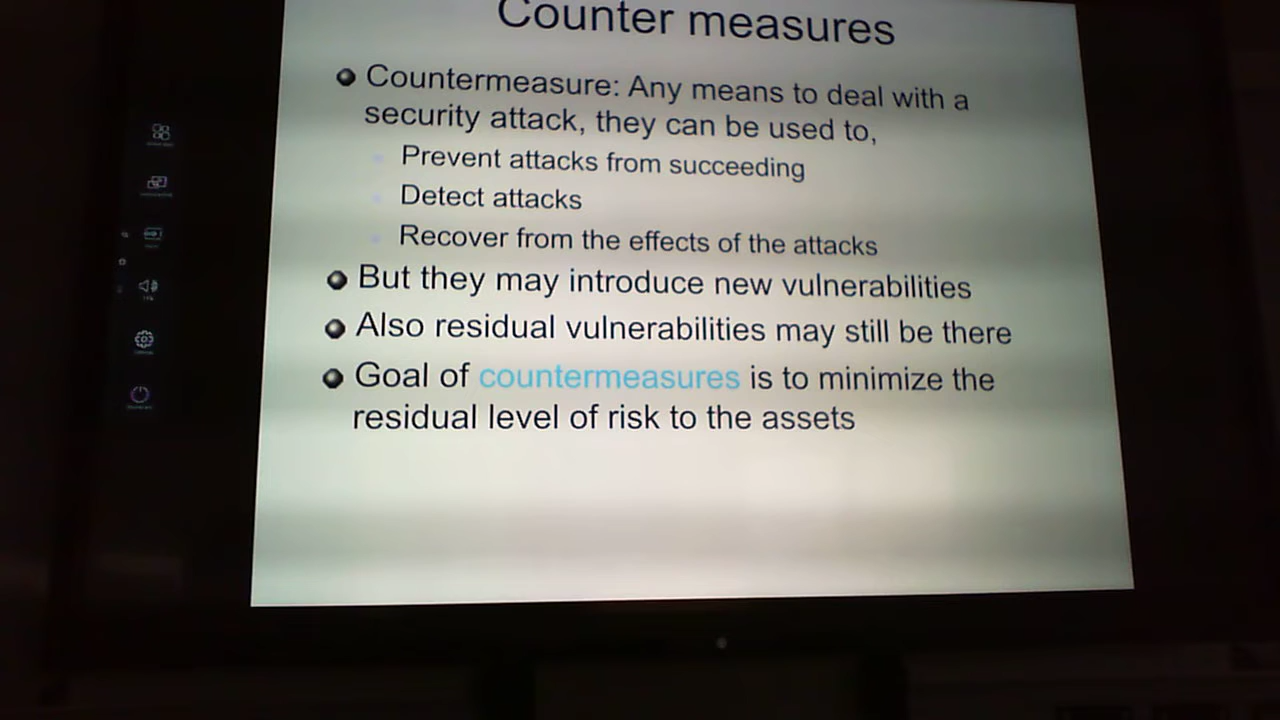 Counter measures
Countermeasure: Any means to deal with a
security attack, they can be used to,
Prevent attacks from succeeding
Detect attacks
Recover from the effects of the attacks
But they may introduce new vulnerabilities
Also residual vulnerabilities may still be there
Goal of countermeasures is to minimize the
residual level of risk to the assets